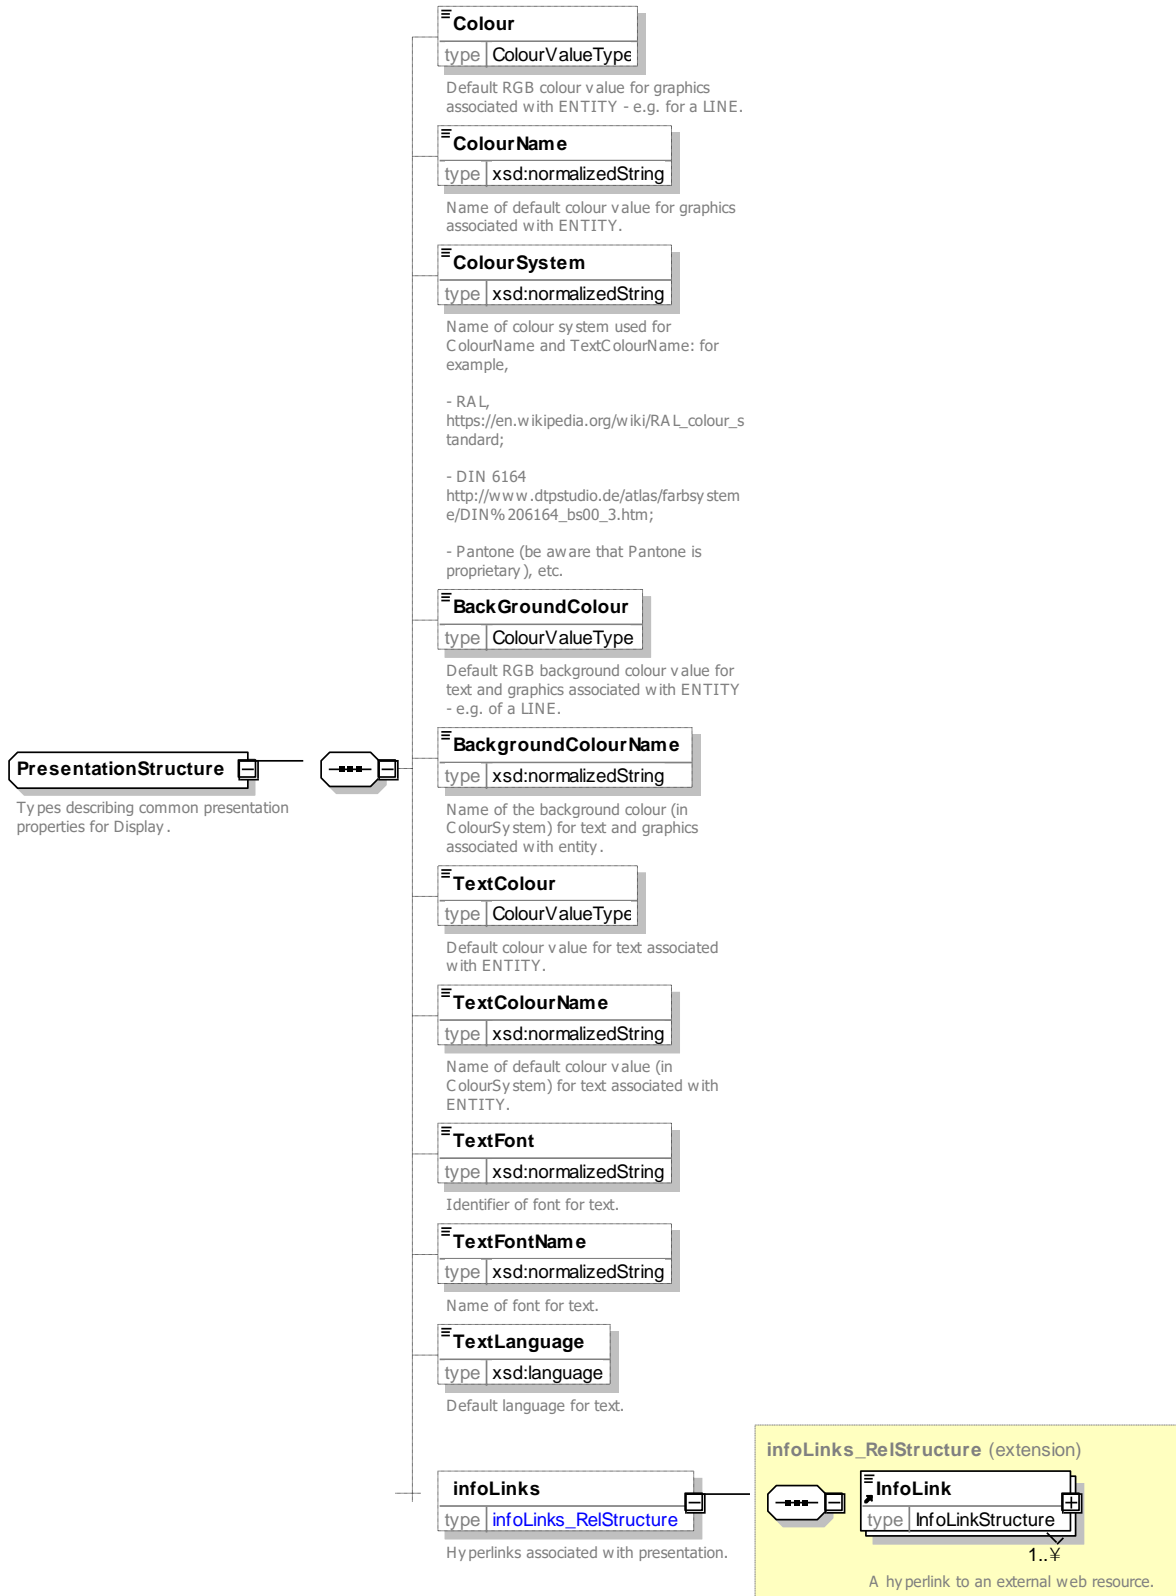 Colour
type ColourValueType
Default RGB colour value for graphics
associated with ENTITY - e.g. for a LINE.
ColourName
type xsd:normalizedString
Name of default colour value for graphics
associated with ENTITY.
ColourSystem
type xsd:normalizedString
Name of colour system used for
ColourName and TextColourName: for
example,
- RAL,
https://en.wikipedia.org/wiki/RAL_colour_s
tandard;
- DIN 6164
http://www.dtpstudio.de/atlas/farbsystem
e/DIN%206164_bs00_3.htm;
- Pantone (be aware that Pantone is
proprietary), etc.
BackGroundColour
type ColourValueType
Default RGB background colour value for
text and graphics associated with ENTITY
- e.g. of a LINE.
BackgroundColourName
type xsd:normalizedString
Name of the background colour (in
ColourSystem) for text and graphics
associated with entity.
PresentationStructure
Types describing common presentation
properties for Display.
TextColour
type ColourValueType
Default colour value for text associated
with ENTITY.
TextColourName
type xsd:normalizedString
Name of default colour value (in
ColourSystem) for text associated with
ENTITY.
TextFont
type xsd:normalizedString
Identifier of font for text.
TextFontName
type xsd:normalizedString
Name of font for text.
TextLanguage
type xsd:language
Default language for text.
infoLinks
type infoLinks_RelStructure
Hyperlinks associated with presentation.
infoLinks_RelStructure (extension)
InfoLink
type InfoLinkStructure
1..¥
A hyperlink to an external web resource.